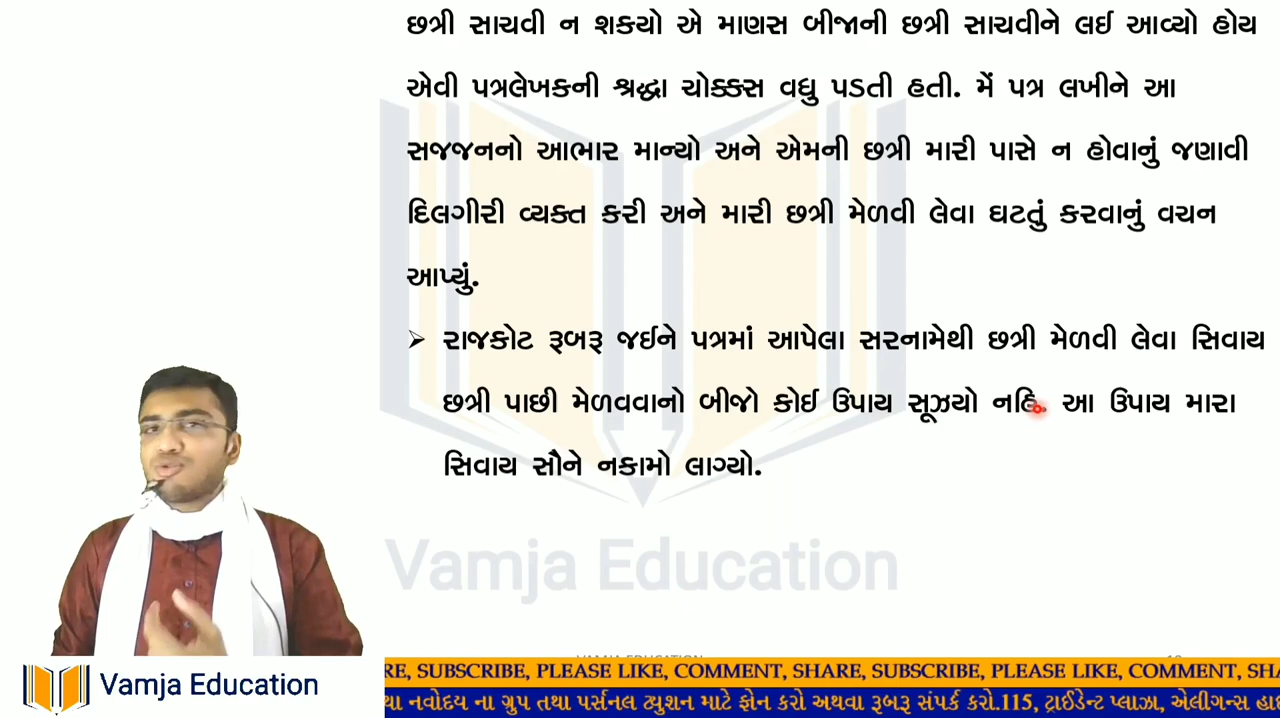 છત્રી સાચવી ન શકયો એ માણસ બીજાની છત્રી સાચવીને લઈ આવ્યો હોય
એવી પત્રલેખકની શ્રદ્ધા ચોક્કસ વધુ પડતી હતી. મેં પત્ર લખીને આ
સજ્જનનો આભાર માન્યો અને એમની છત્રી મારી પાસે ન હોવાનું જણાવી
દિલગીરી વ્યક્ત કરી અને મારી છત્રી મેળવી લેવા ઘટતું કરવાનું વચન
આપ્યું.
➢ રાજકોટ રૂબરૂ જઈને પત્રમાં આપેલા સરનામેથી છત્રી મેળવી લેવા સિવાય
છત્રી પાછી મેળવવાનો બીજો કોઈ ઉપાય સૂઝયો નહિ. આ ઉપાય મારા
સિવાય સૌને નકામો લાગ્યો.
Vamja Education
Vamja Education
RE, SUBSCRIBE, PLEASE LIKE, COMMENT, SHARE, SUBSCRIBE, PLEASE LIKE, COMMENT, SHA
નવોદય ના ગ્રુપ તથા પર્સનલ ટ્યુશન માટે ફોન કરો અથવા રૂબરૂ સંપર્ક કરો.115, ટ્રાઈડેન્ટ પ્લાઝા, એલીગન્સ